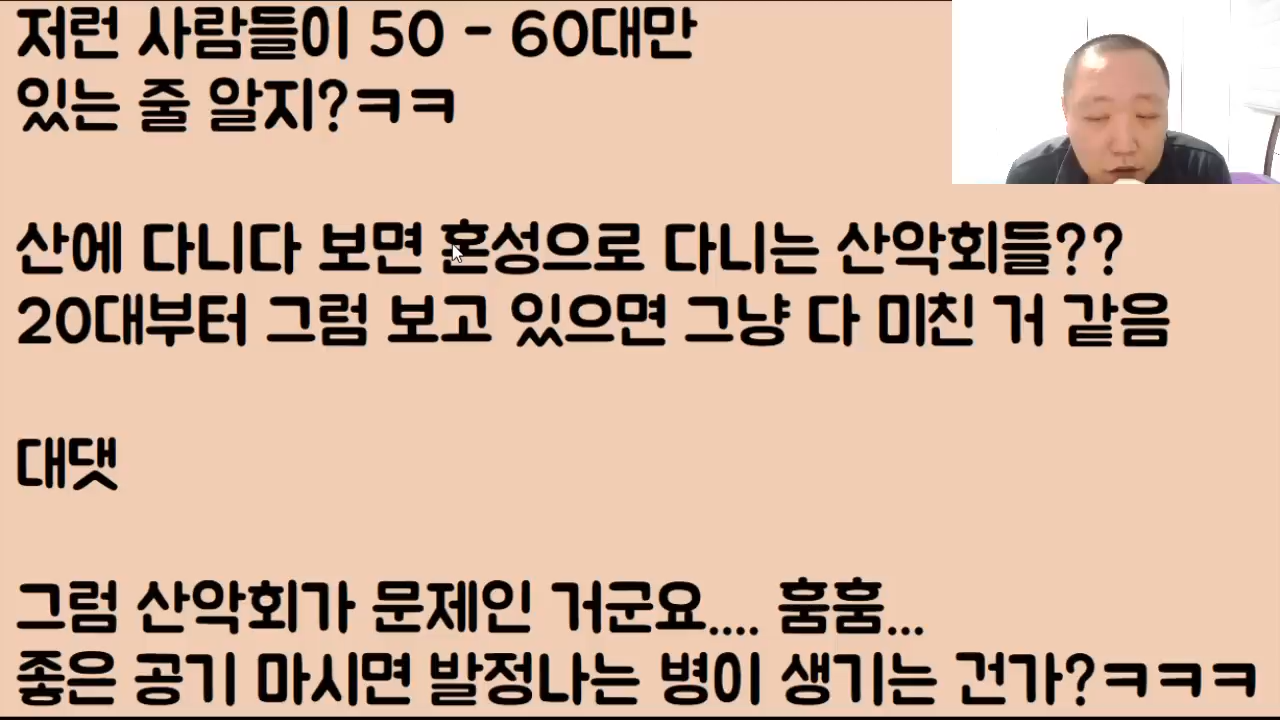 저런 사람들이 50 - 60대만
있는 줄 알지?ㅋㅋ
산에 다니다 보면 혼성으로 다니는 산악회들??
20대부터 그럼 보고 있으면 그냥 다 미친 거 같음
대댓
그럼 산악회가 문제인 거군요.... 훔훔...
좋은 공기 마시면 발정나는 병이 생기는 건가?ㅋㅋㅋ